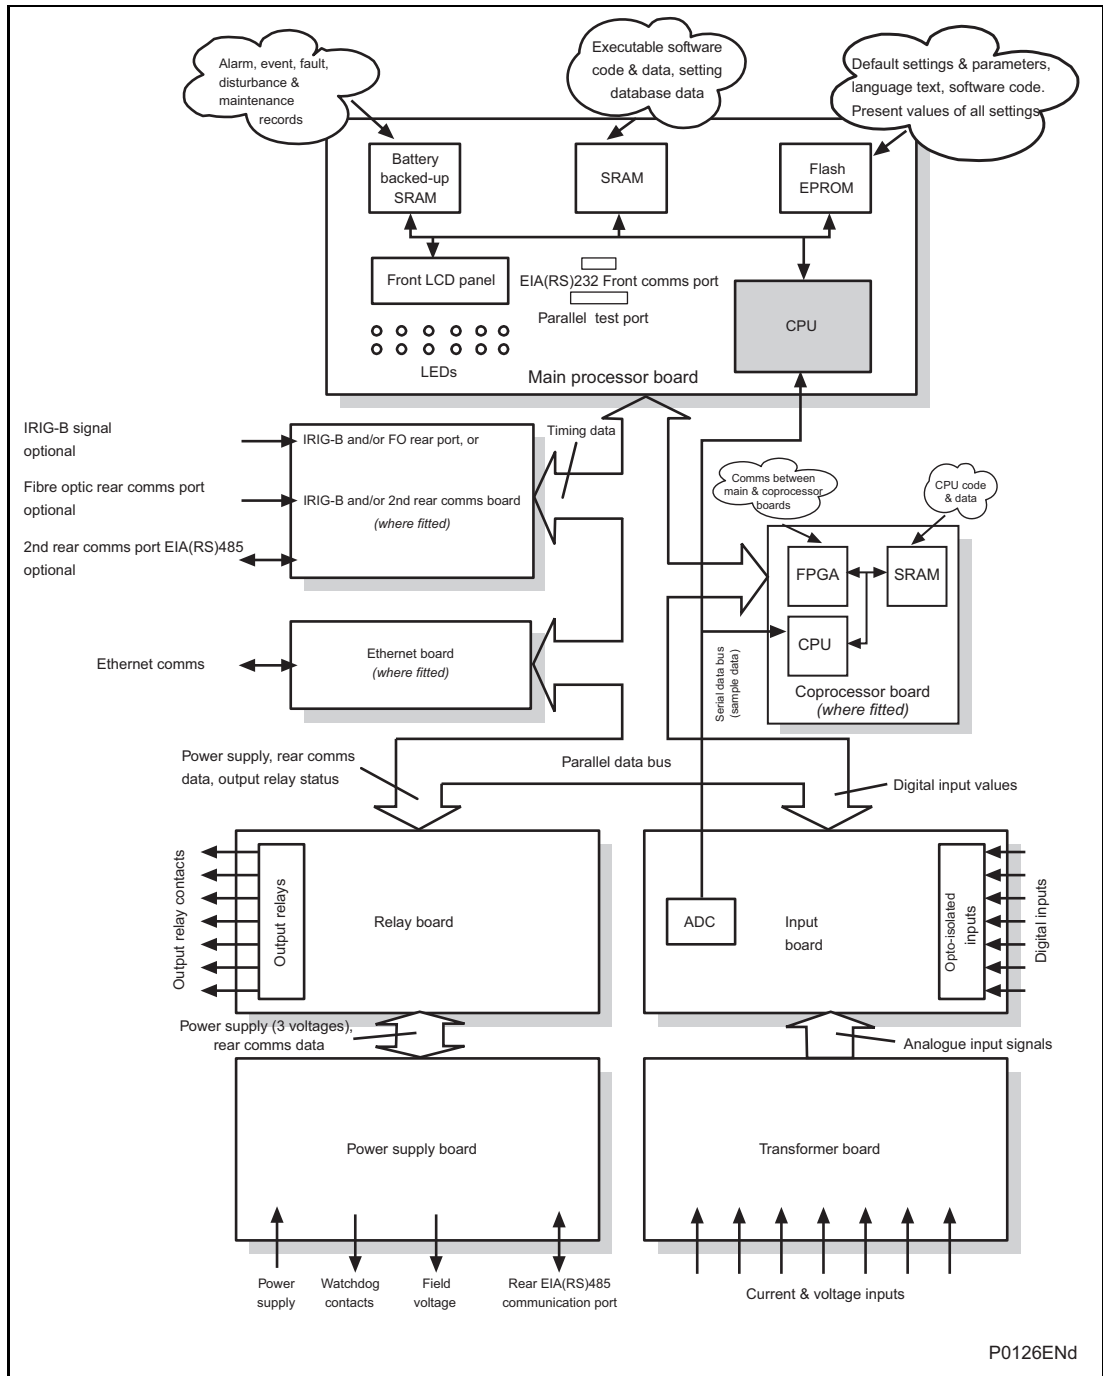 Alarm, event, fault,
disturbance &
maintenance
records
Executable software
code & data, setting
database data
Default settings & parameters,
language text, software code.
Present values of all settings
Battery
backed-up
SRAM
SRAM
Flash
EPROM
Front LCD panel
EIA(RS)232 Front comms port
Parallel test port
CPU
LEDs
Main processor board
IRIG-B signal
optional
Fibre optic rear comms port
optional
2nd rear comms port EIA(RS)485
optional
IRIG-B and/or FO rear port, or
IRIG-B and/or 2nd rear comms board
(where fitted)
Timing data
Comms between
main & coprocessor
boards
CPU code
& data
FPGA
SRAM
CPU
Coprocessor board
(where fitted)
Serial data bus
(sample data)
Ethernet comms
Ethernet board
(where fitted)
Power supply, rear comms
data, output relay status
Parallel data bus
Digital input values
Output relay contacts
Output relays
Relay board
ADC
Input
board
Opto-isolated
inputs
Digital inputs
Power supply (3 voltages),
rear comms data
Analogue input signals
Power supply board
Transformer board
Power
supply
Watchdog
contacts
Field
voltage
Rear EIA(RS)485
communication port
Current & voltage inputs
P0126ENd